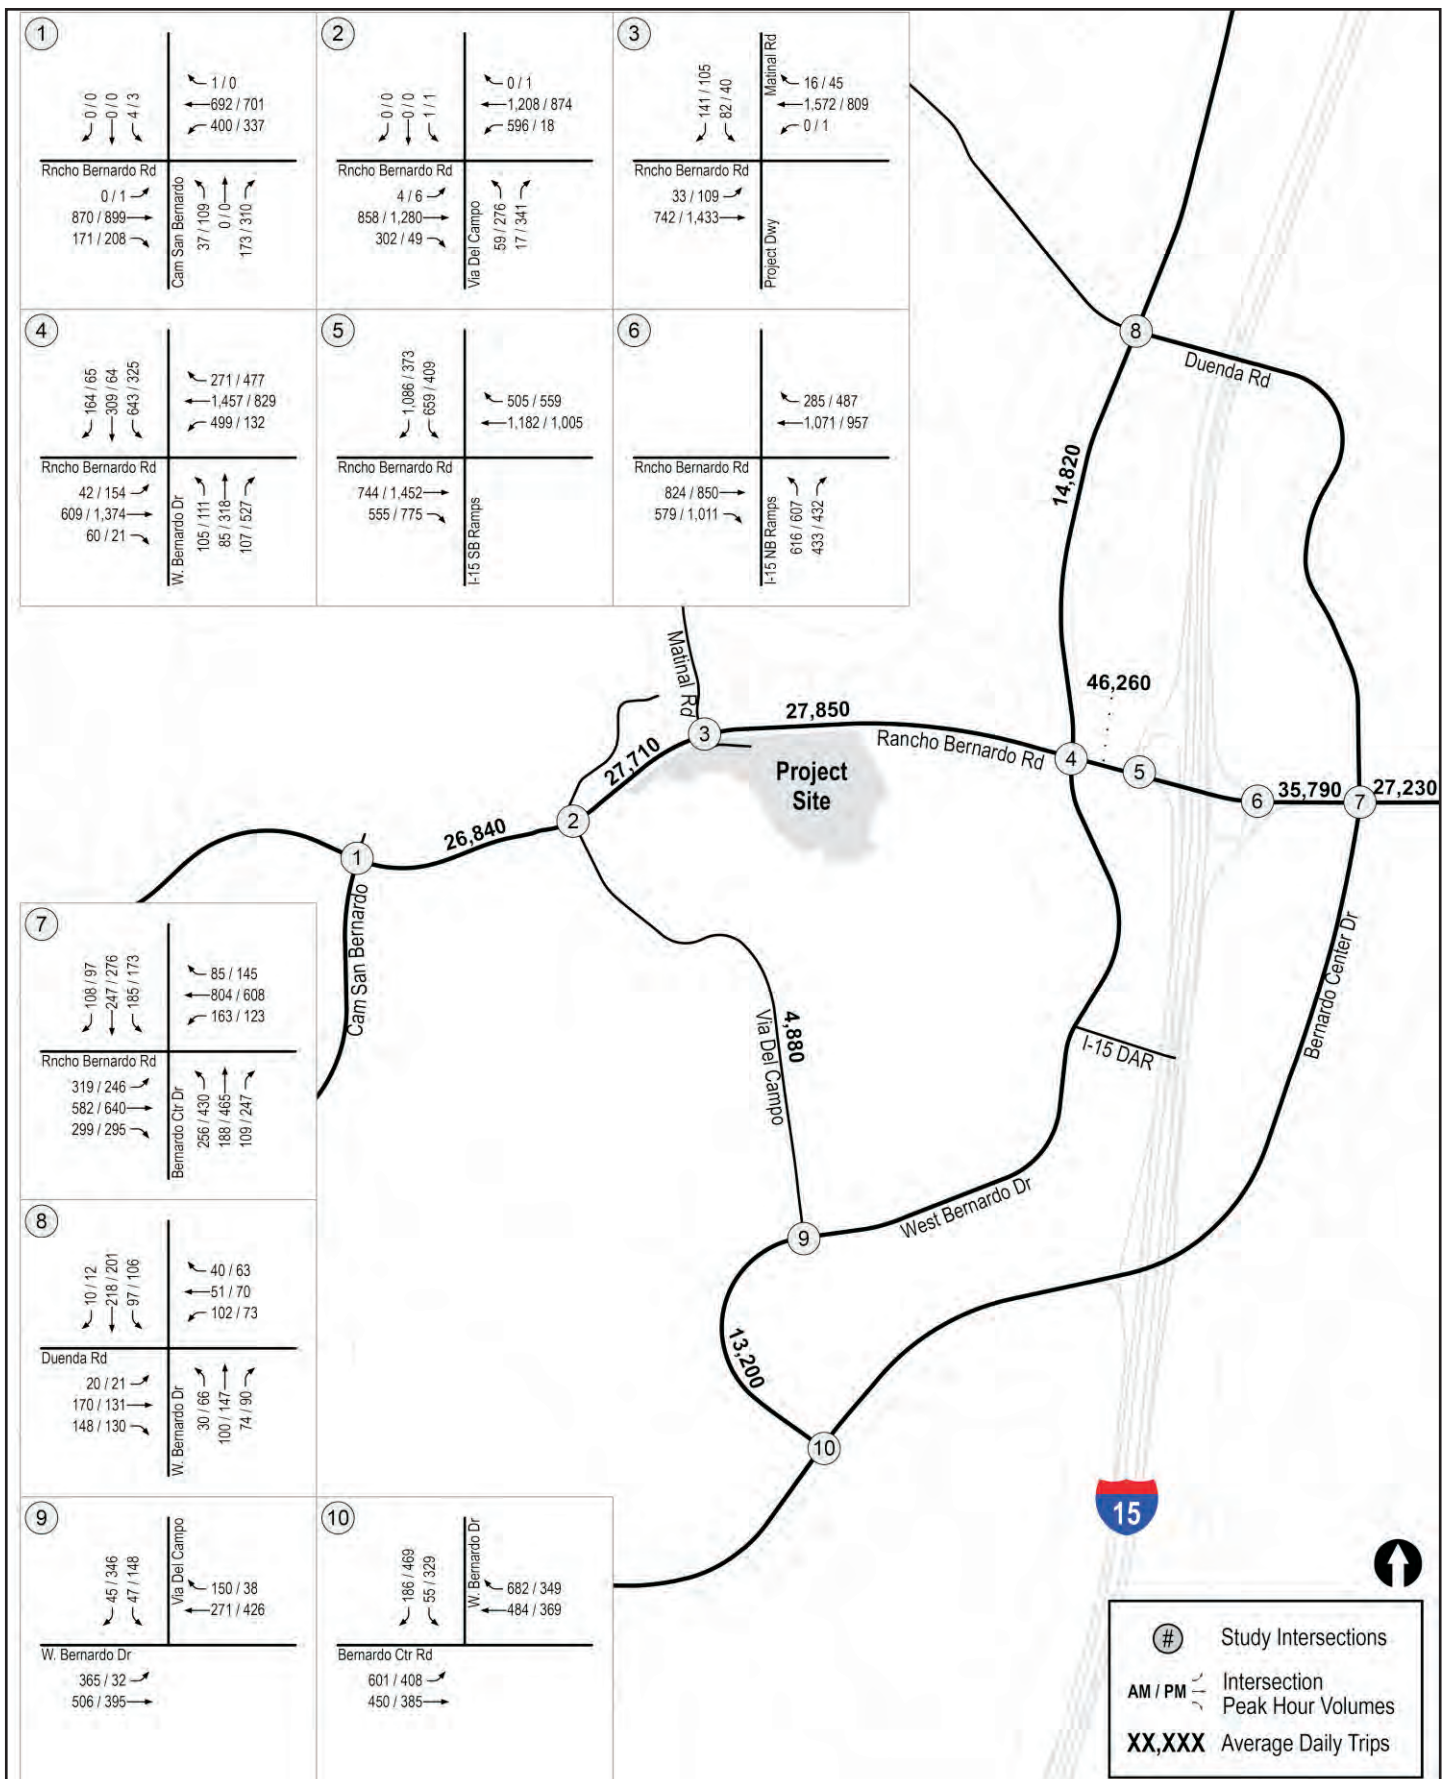 1
0 / 0
0 / 0
4 / 3
1 / 0
692 / 701
400 / 337
Rncho Bernardo Rd
0 / 1
870 / 899
171 / 208
Cam San Bernardo
37 / 109
0 / 0
173 / 310
2
0 / 0
0 / 0
1 / 1
0 / 1
1,208 / 874
596 / 18
Rncho Bernardo Rd
4 / 6
858 / 1,280
302 / 49
Via Del Campo
59 / 276
17 / 341
3
141 / 105
82 / 40
Matinal Rd
16 / 45
1,572 / 809
0 / 1
Rncho Bernardo Rd
33 / 109
742 / 1,433
Project Dwy
4
164 / 65
309 / 64
643 / 325
271 / 477
1,457 / 829
499 / 132
Rncho Bernardo Rd
42 / 154
609 / 1,374
60 / 21
W. Bernardo Dr
105 / 111
85 / 318
107 / 527
5
1,086 / 373
659 / 409
505 / 559
1,182 / 1,005
Rncho Bernardo Rd
744 / 1,452
555 / 775
I-15 SB Ramps
6
285 / 487
1,071 / 957
Rncho Bernardo Rd
824 / 850
579 / 1,011
I-15 NB Ramps
616 / 607
433 / 432
8
Duenda Rd
14,820
Matinal Rd
46,260
27,850
3
27,710
Rancho Bernardo Rd
4
5
Project
Site
6
35,790
7
27,230
2
26,840
1
Cam San Bernardo
Bernardo Center Dr
4,880
Via Del Campo
I-15 DAR
West Bernardo Dr
9
13,200
10
7
108 / 97
247 / 276
185 / 173
85 / 145
804 / 608
163 / 123
Rncho Bernardo Rd
319 / 246
582 / 640
299 / 295
Bernardo Ctr Dr
256 / 430
188 / 465
109 / 247
8
10 / 12
218 / 201
97 / 106
40 / 63
51 / 70
102 / 73
Duenda Rd
20 / 21
170 / 131
148 / 130
W. Bernardo Dr
30 / 66
100 / 147
74 / 90
9
45 / 346
47 / 148
Via Del Campo
150 / 38
271 / 426
W. Bernardo Dr
365 / 32
506 / 395
10
186 / 469
55 / 329
W. Bernardo Dr
682 / 349
484 / 369
Bernardo Ctr Rd
601 / 408
450 / 385
15
# Study Intersections
AM / PM Intersection
Peak Hour Volumes
XX,XXX Average Daily Trips